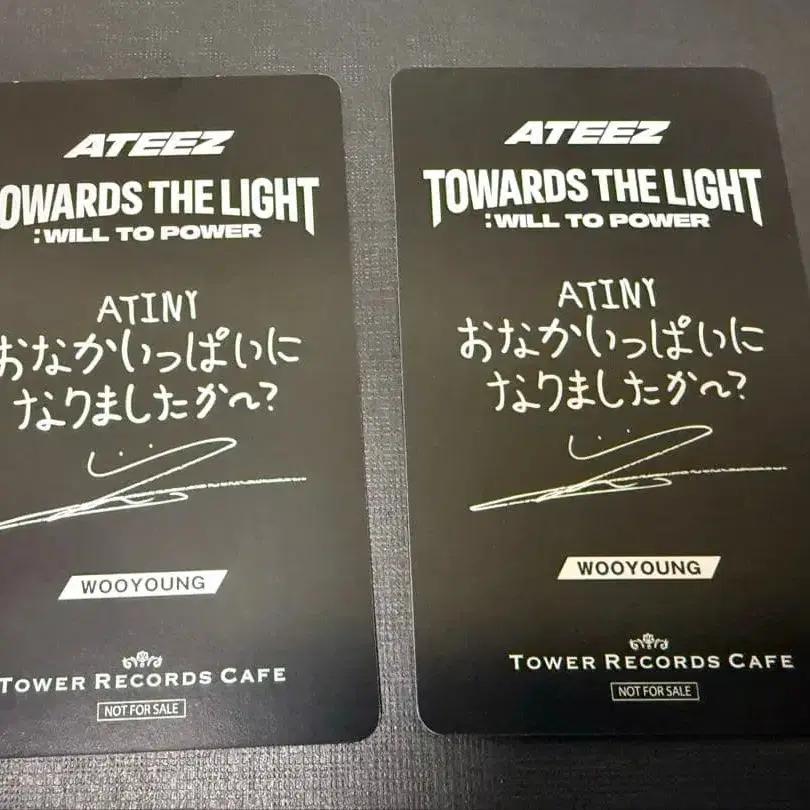 ATEEZ
OWARDS THE LIGHT
:WILL TO POWER
ATINY
おなかいっぱいに
なりましたか〜?
WOOYOUNG
TOWER RECORDS CAFE
NOT FOR SALE
ATEEZ
TOWARDS THE LIGHT
:WILL TO POWER
ATINY
おなかいっぱいに
なりましたか〜?
WOOYOUNG
TOWER RECORDS CAFE
NOT FOR SALE